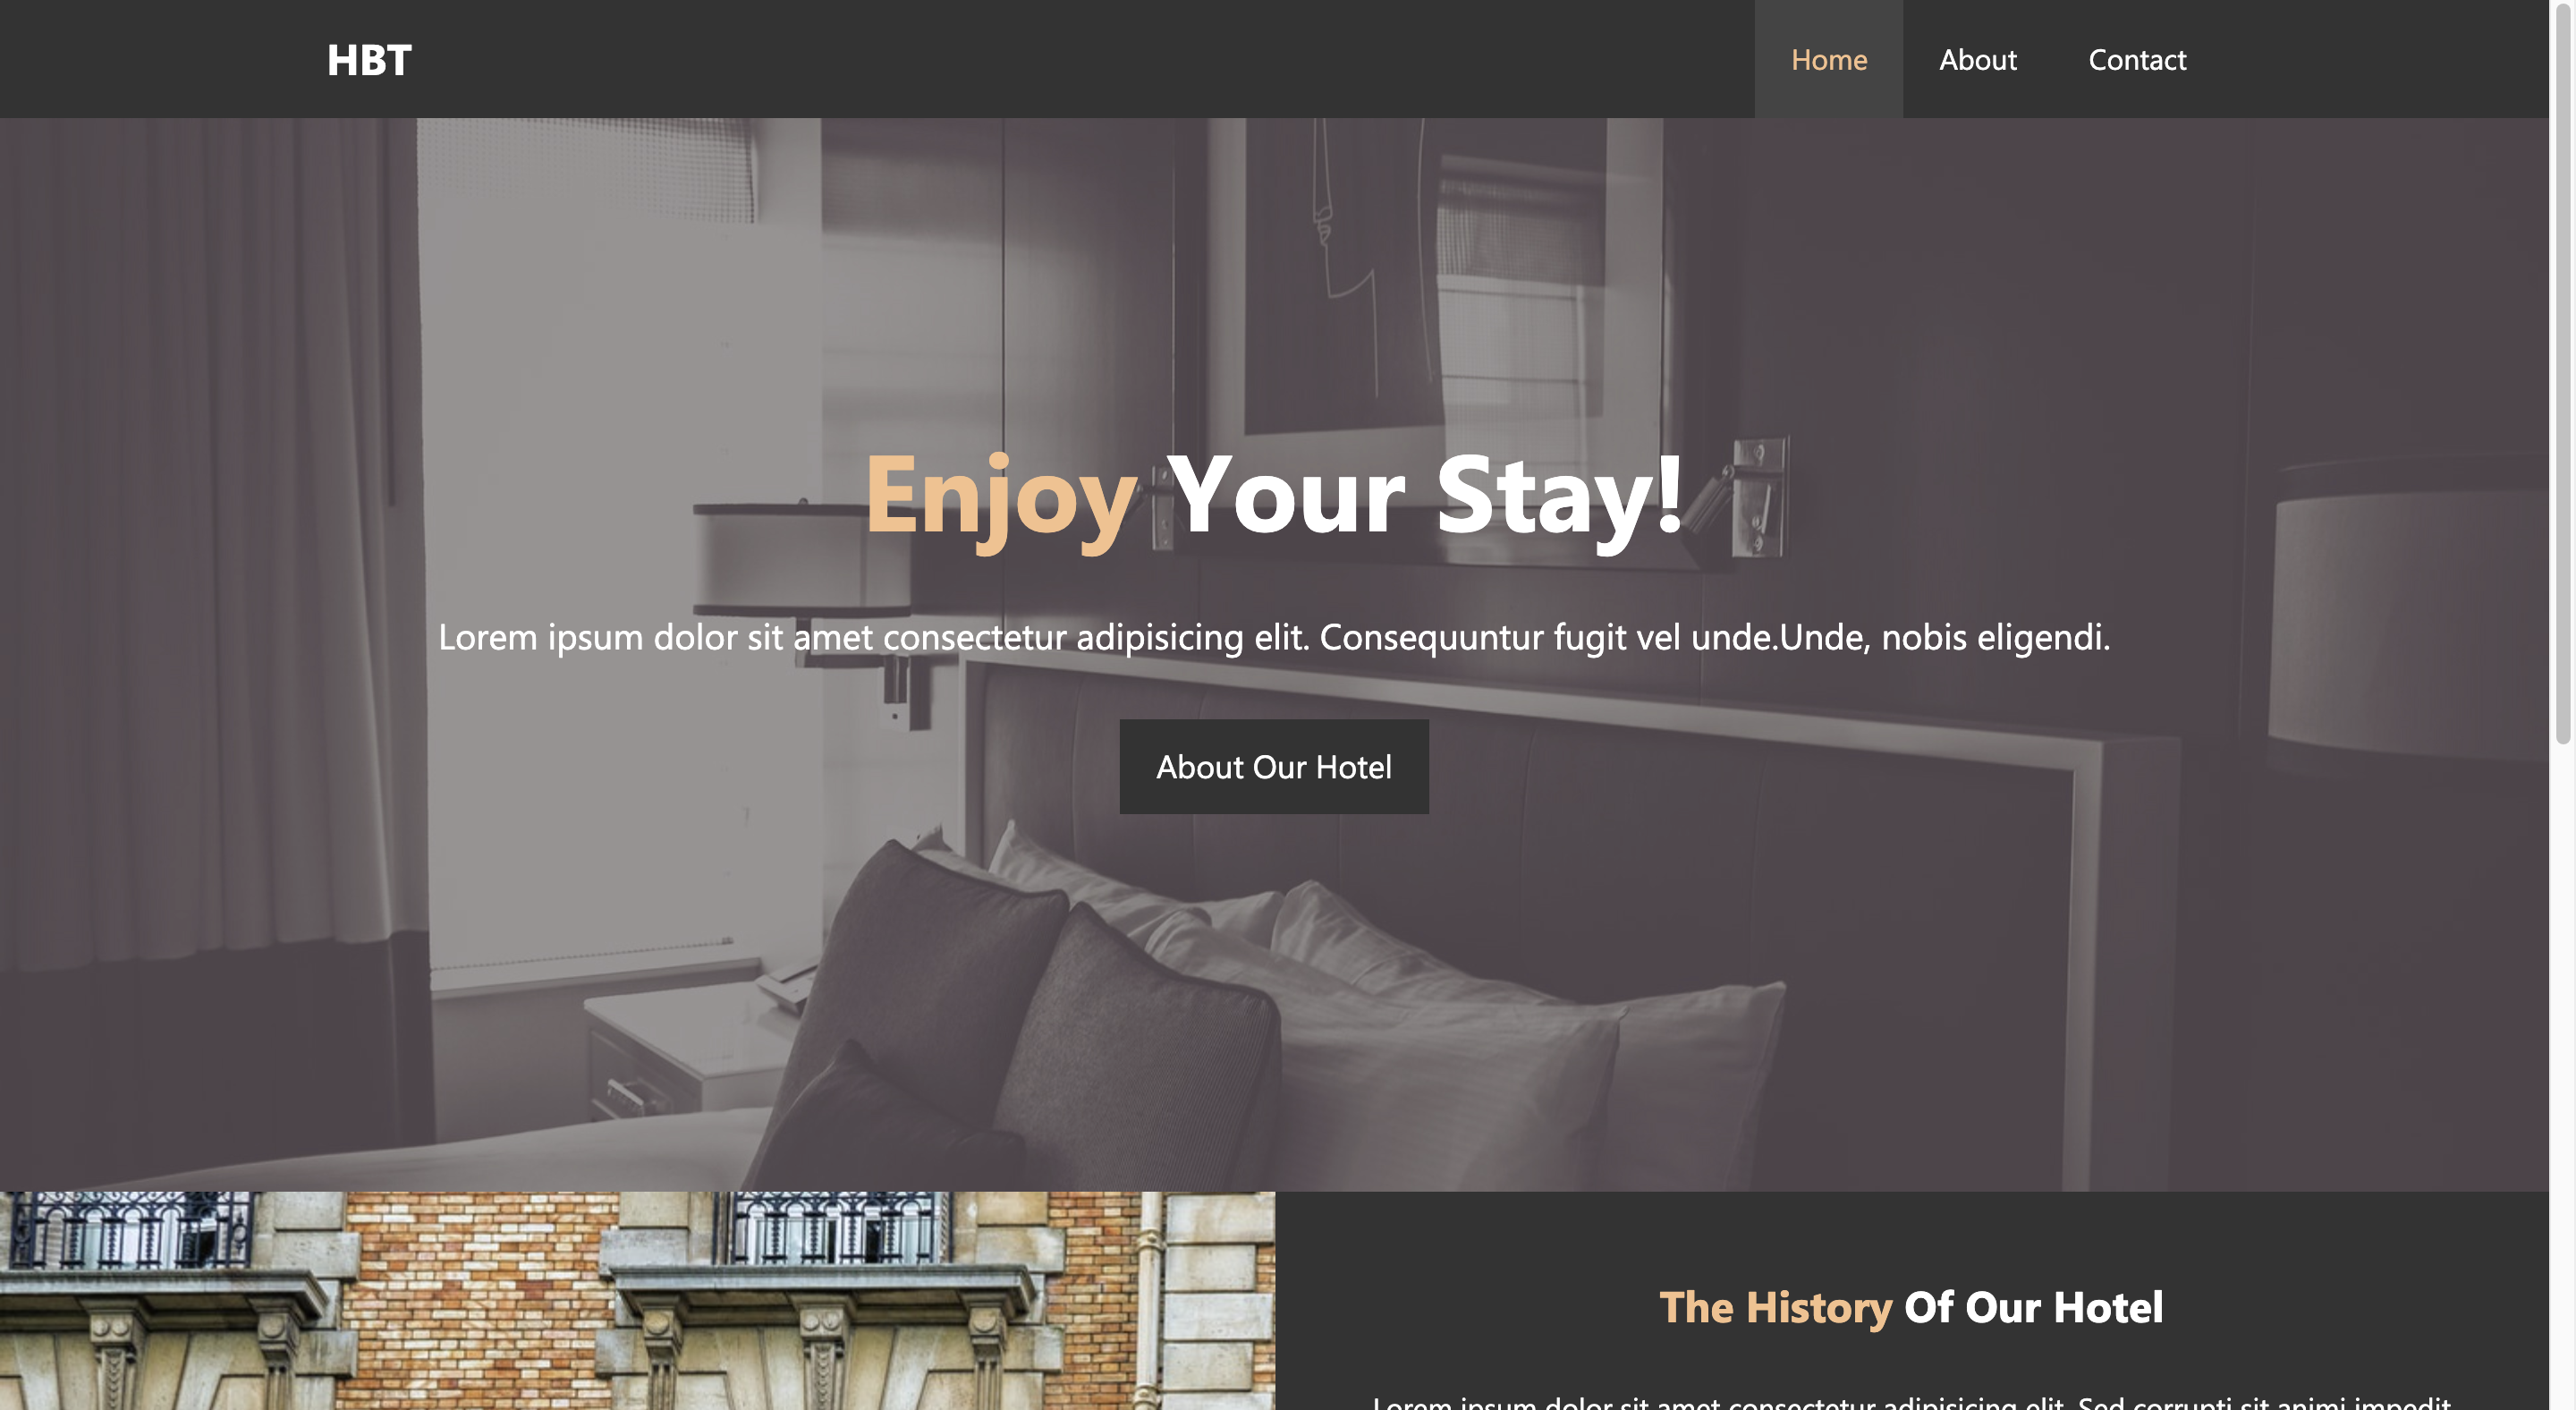 HBT
Home
About
Contact
Enjoy Your Stay!
Lorem ipsum dolor sit amet consectetur adipisicing elit. Consequuntur fugit vel unde.Unde, nobis eligendi.
About Our Hotel
The History Of Our Hotel
Lorem ipsum dolor sit amet consectetur adipisicing elit. Sed corrupti sit animi impedit